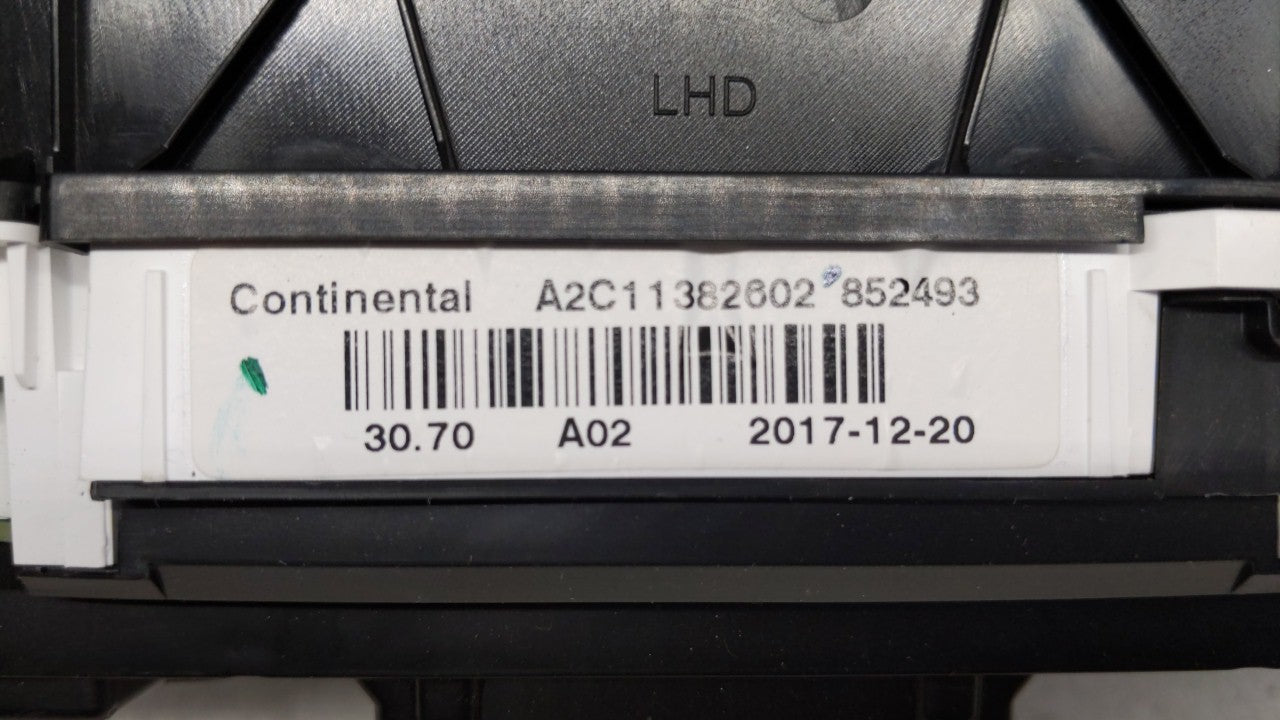 LHD
Continental A2C11382602 852493
30.70 A02 2017-12-20